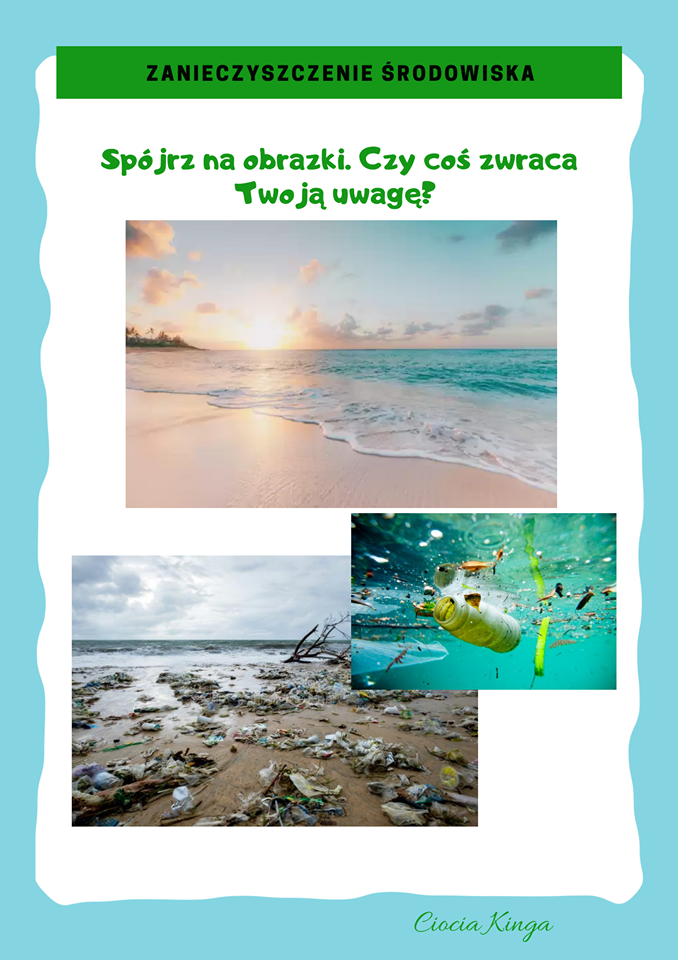 ZANIECZYSZCZENIE ŚRODOWISKA
Spójrz na obrazki. Czy coś zwraca
Twoją uwagę?
Ciocia Kinga